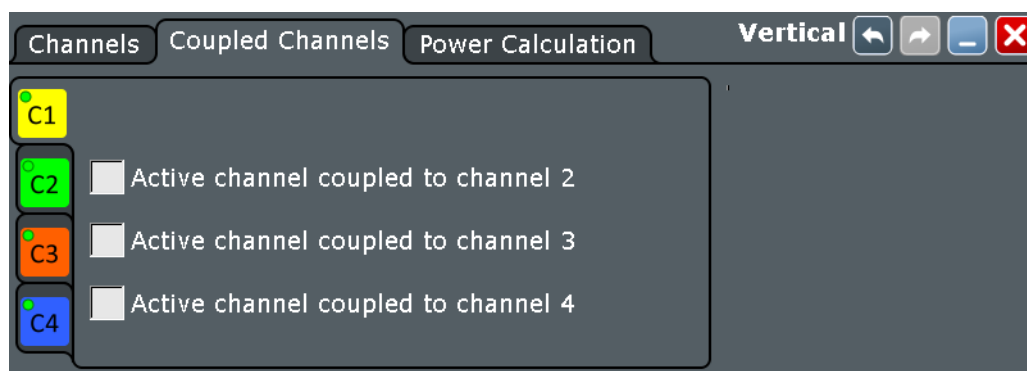 Channels Coupled Channels Power Calculation Vertical
C1
C2 Active channel coupled to channel 2
C3 Active channel coupled to channel 3
C4 Active channel coupled to channel 4